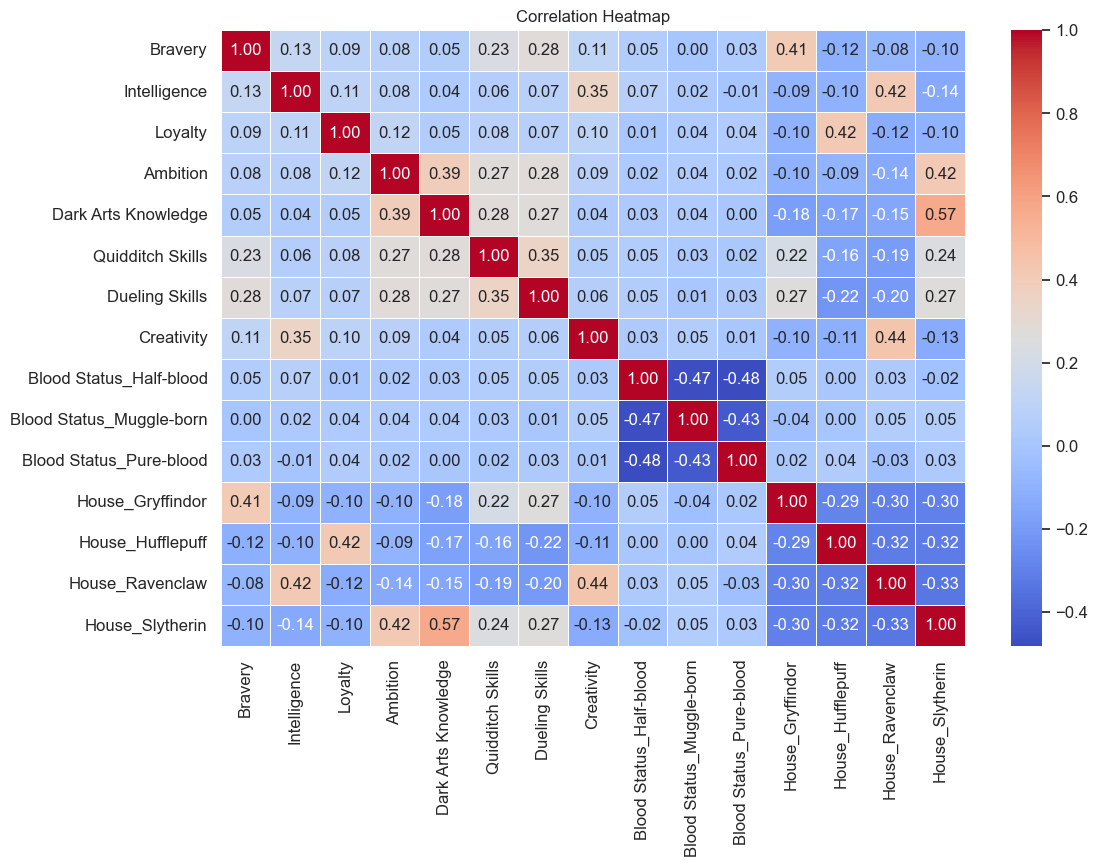 Correlation Heatmap
Bravery 1.00 0.13 0.09 0.08 0.05 0.23 0.28 0.11 0.05 0.00 0.03 0.41 -0.12 -0.08 -0.10
Intelligence 0.13 1.00 0.11 0.08 0.04 0.06 0.07 0.35 0.07 0.02 -0.01 -0.09 -0.10 0.42 -0.14
Loyalty 0.09 0.11 1.00 0.12 0.05 0.08 0.07 0.10 0.01 0.04 0.04 -0.10 0.42 -0.12 -0.10
Ambition 0.08 0.08 0.12 1.00 0.39 0.27 0.28 0.09 0.02 0.04 0.02 -0.10 -0.09 -0.14 0.42
Dark Arts Knowledge 0.05 0.04 0.05 0.39 1.00 0.28 0.27 0.04 0.03 0.04 0.00 -0.18 -0.17 -0.15 0.57
Quidditch Skills 0.23 0.06 0.08 0.27 0.28 1.00 0.35 0.05 0.05 0.03 0.02 0.22 -0.16 -0.19 0.24
Dueling Skills 0.28 0.07 0.07 0.28 0.27 0.35 1.00 0.06 0.05 0.01 0.03 0.27 -0.22 -0.20 0.27
Creativity 0.11 0.35 0.10 0.09 0.04 0.05 0.06 1.00 0.03 0.05 0.01 -0.10 -0.11 0.44 -0.13
Blood Status_Half-blood 0.05 0.07 0.01 0.02 0.03 0.05 0.05 0.03 1.00 -0.47 -0.48 0.05 0.00 0.03 -0.02
Blood Status_Muggle-born 0.00 0.02 0.04 0.04 0.04 0.03 0.01 0.05 -0.47 1.00 -0.43 -0.04 0.00 0.05 0.05
Blood Status_Pure-blood 0.03 -0.01 0.04 0.02 0.00 0.02 0.03 0.01 -0.48 -0.43 1.00 0.02 0.04 -0.03 0.03
House_Gryffindor 0.41 -0.09 -0.10 -0.10 -0.18 0.22 0.27 -0.10 0.05 -0.04 0.02 1.00 -0.29 -0.30 -0.30
House_Hufflepuff -0.12 -0.10 0.42 -0.09 -0.17 -0.16 -0.22 -0.11 0.00 0.00 0.04 -0.29 1.00 -0.32 -0.32
House_Ravenclaw -0.08 0.42 -0.12 -0.14 -0.15 -0.19 -0.20 0.44 0.03 0.05 -0.03 -0.30 -0.32 1.00 -0.33
House_Slytherin -0.10 -0.14 -0.10 0.42 0.57 0.24 0.27 -0.13 -0.02 0.05 0.03 -0.30 -0.32 -0.33 1.00
Bravery
Intelligence
Loyalty
Ambition
Dark Arts Knowledge
Quidditch Skills
Dueling Skills
Creativity
Blood Status_Half-blood
Blood Status_Muggle-born
Blood Status_Pure-blood
House_Gryffindor
House_Hufflepuff
House_Ravenclaw
House_Slytherin
1.0
0.8
0.6
0.4
0.2
0.0
−0.2
−0.4